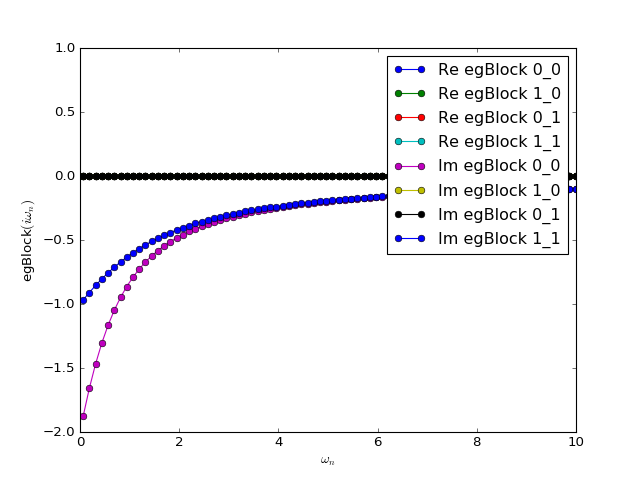 1.0
0.5
0.0
−0.5
−1.0
−1.5
−2.0
egBlock(iωₙ)
Re egBlock 0_0
Re egBlock 1_0
Re egBlock 0_1
Re egBlock 1_1
Im egBlock 0_0
Im egBlock 1_0
Im egBlock 0_1
Im egBlock 1_1
0 2 4 6 8 10
ωₙ